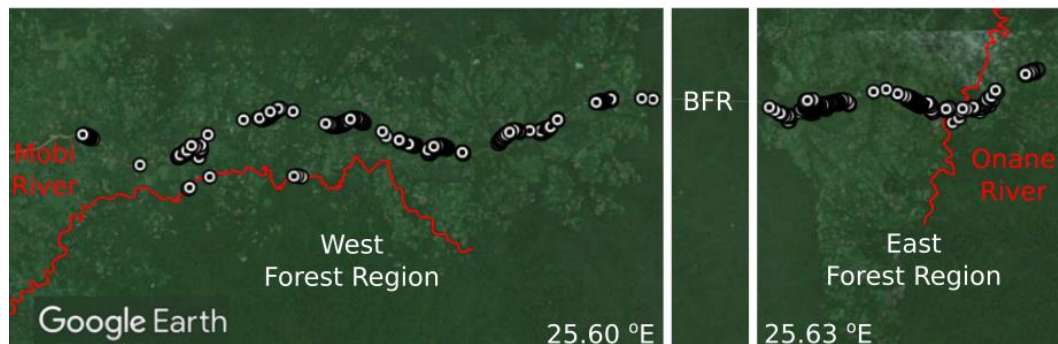 BFR
Mobi
River
Onane
River
West
Forest Region
East
Forest Region
Google Earth
25.60 °E
25.63 °E